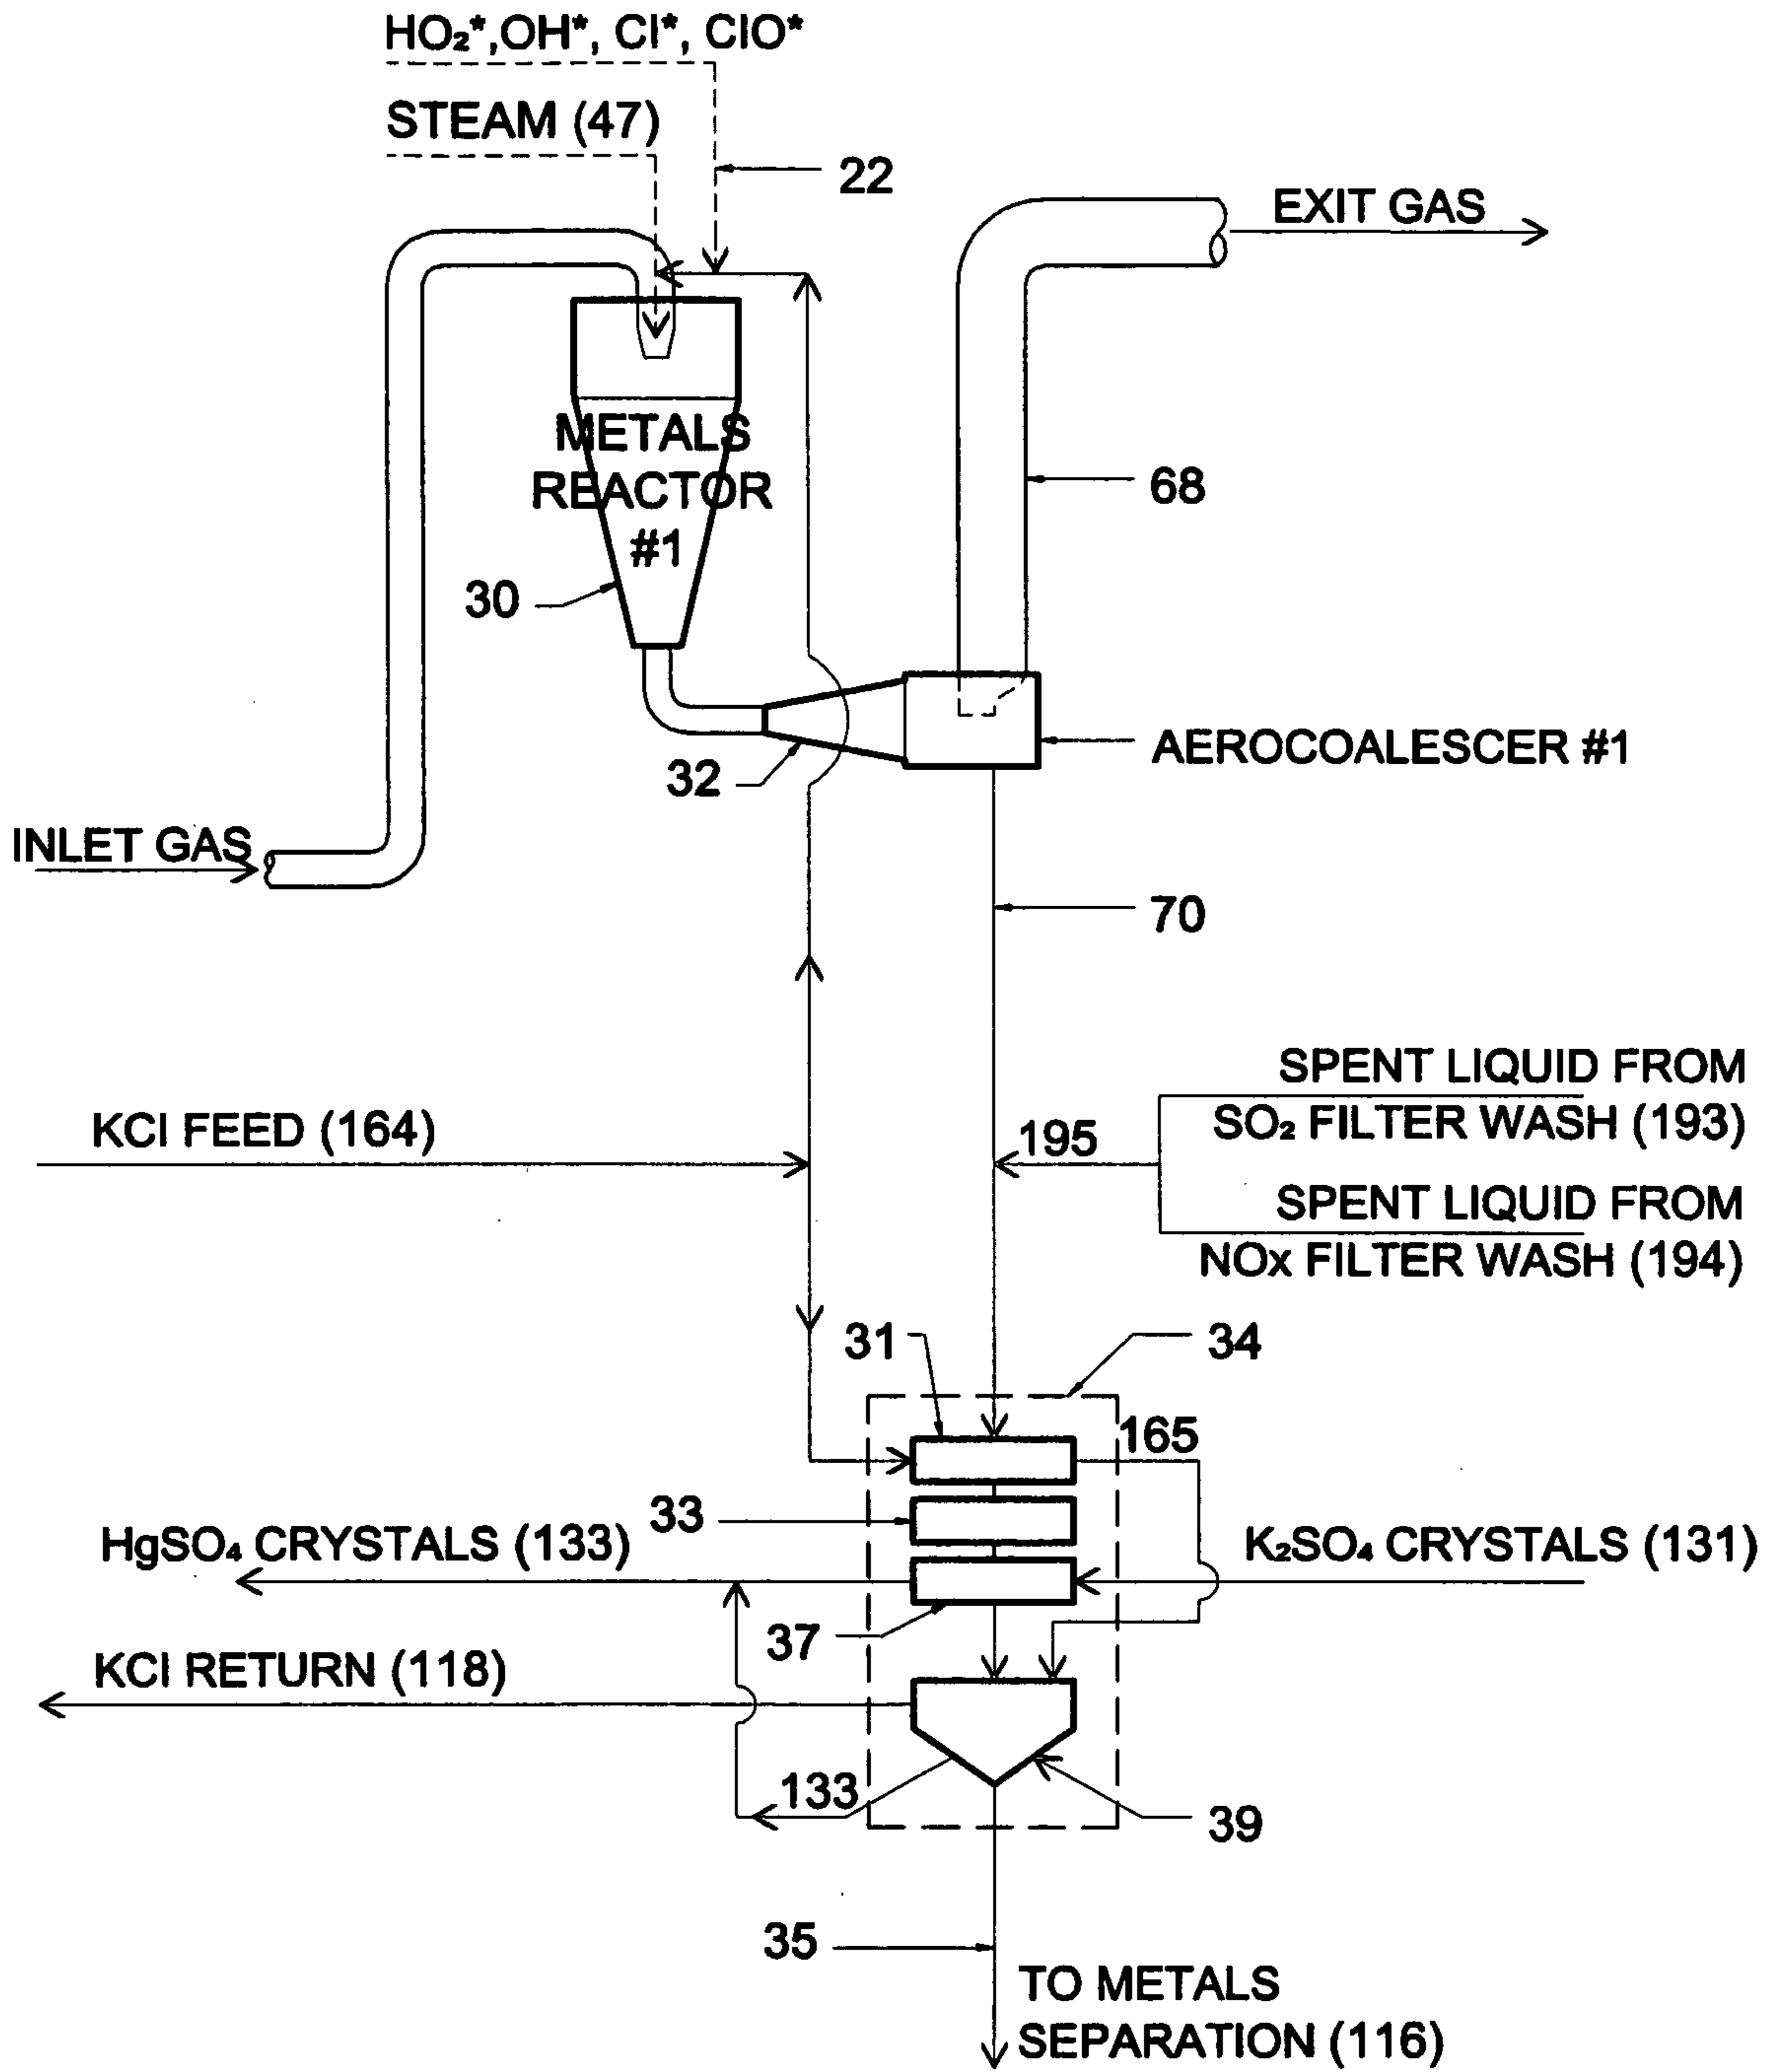 HO₂*,OH*, Cl*, ClO*
STEAM (47)
22
EXIT GAS
METALS
REACTOR
#1
68
30
AEROCOALESCER #1
32
INLET GAS
70
SPENT LIQUID FROM
SO₂ FILTER WASH (193)
KCl FEED (164)
195
SPENT LIQUID FROM
NOx FILTER WASH (194)
31
34
165
33
HgSO₄ CRYSTALS (133)
K₂SO₄ CRYSTALS (131)
37
KCl RETURN (118)
133
39
35
TO METALS
SEPARATION (116)